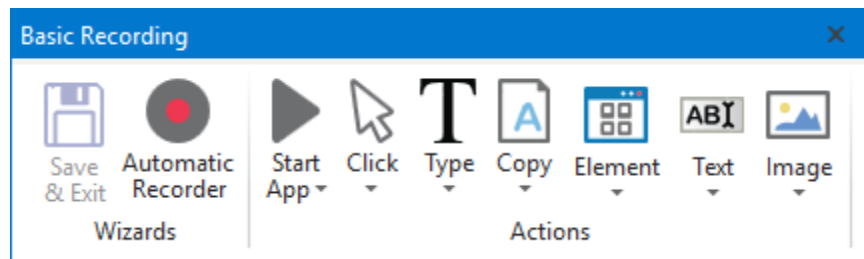 Basic Recording
Save
& Exit
Automatic
Recorder
Start
App
Click
T
Type
A
Copy
Element
ABI
Text
Image
Wizards
Actions